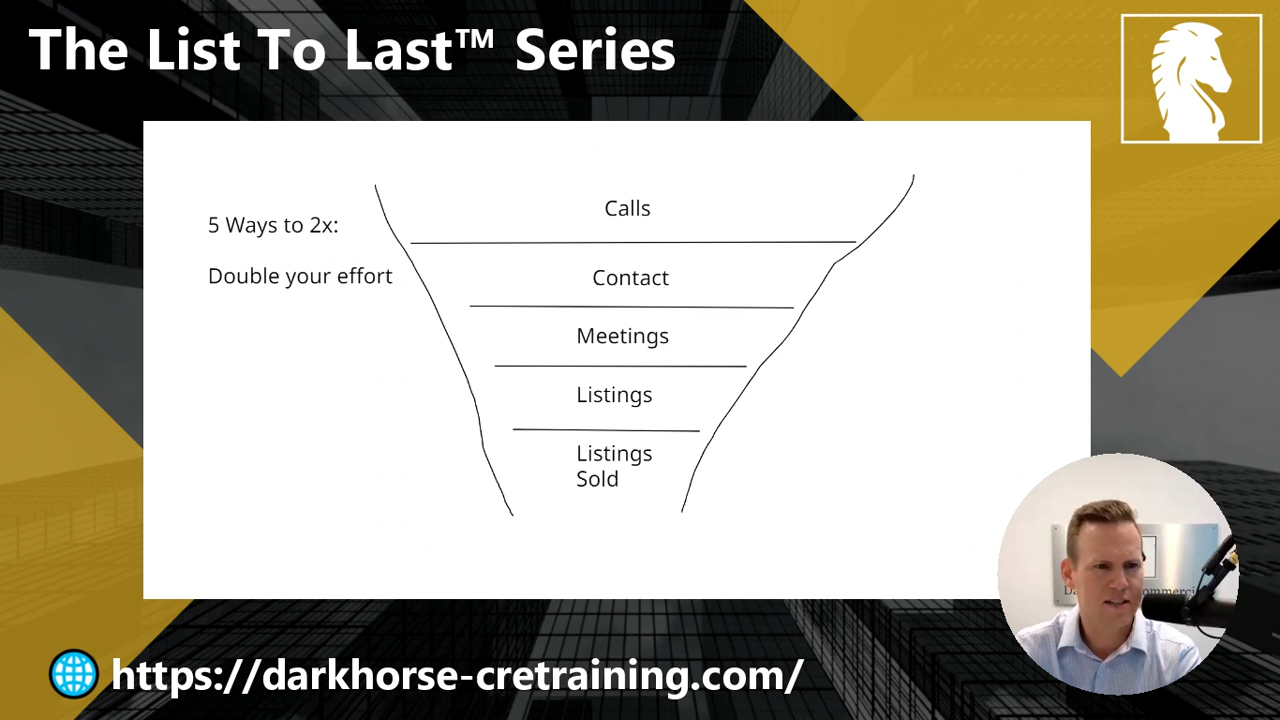 The List To Last™ Series
5 Ways to 2x:
Double your effort
Calls
Contact
Meetings
Listings
Listings
Sold
https://darkhorse-cretraining.com/